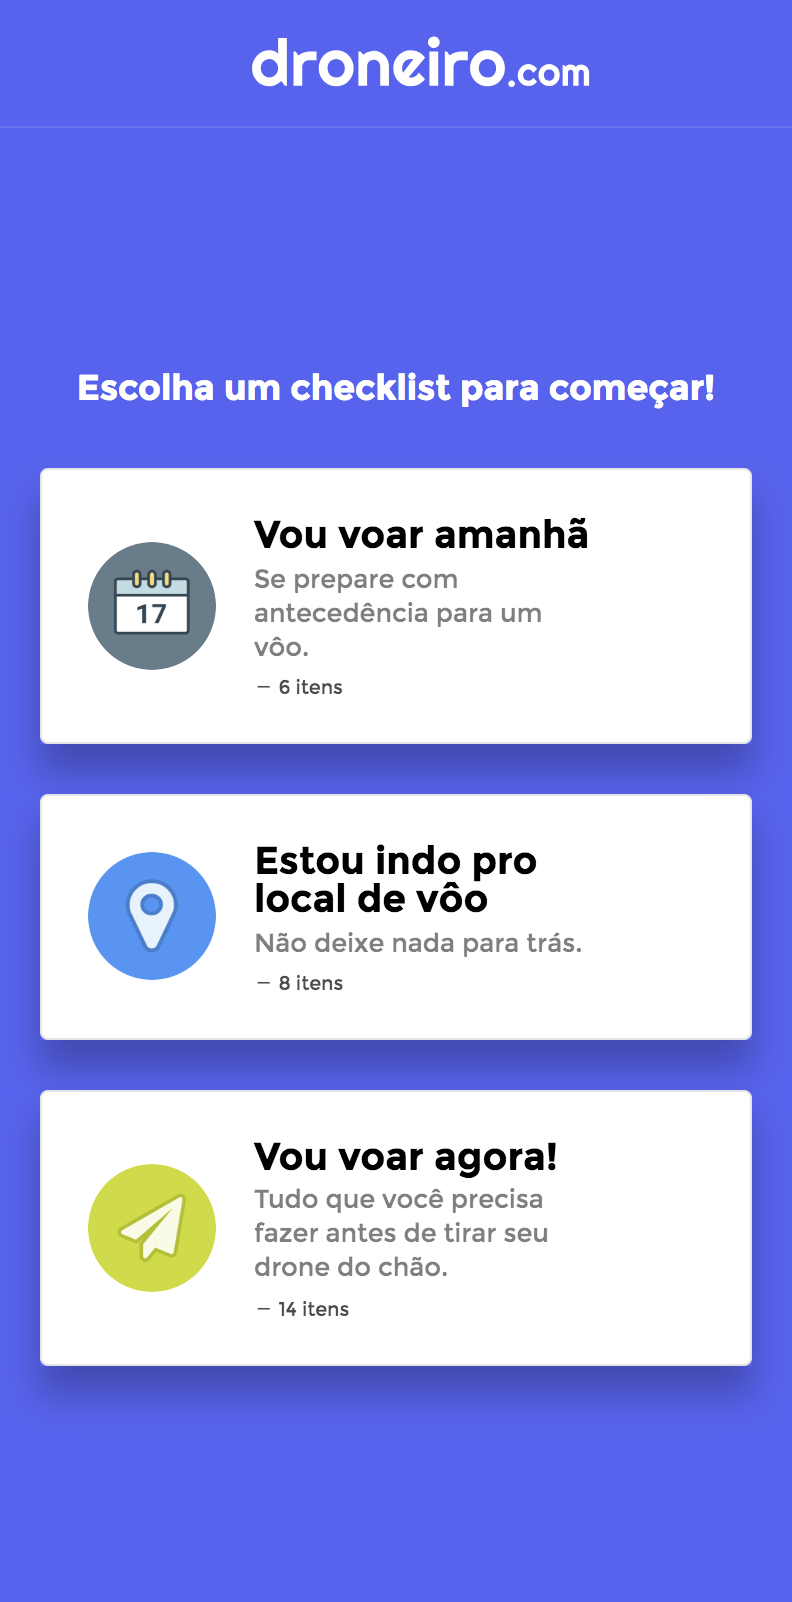 droneiro.com
Escolha um checklist para começar!
Vou voar amanhã
Se prepare com
antecedência para um
vôo.
— 6 itens
17
Estou indo pro
local de vôo
Não deixe nada para trás.
— 8 itens
Vou voar agora!
Tudo que você precisa
fazer antes de tirar seu
drone do chão.
— 14 itens